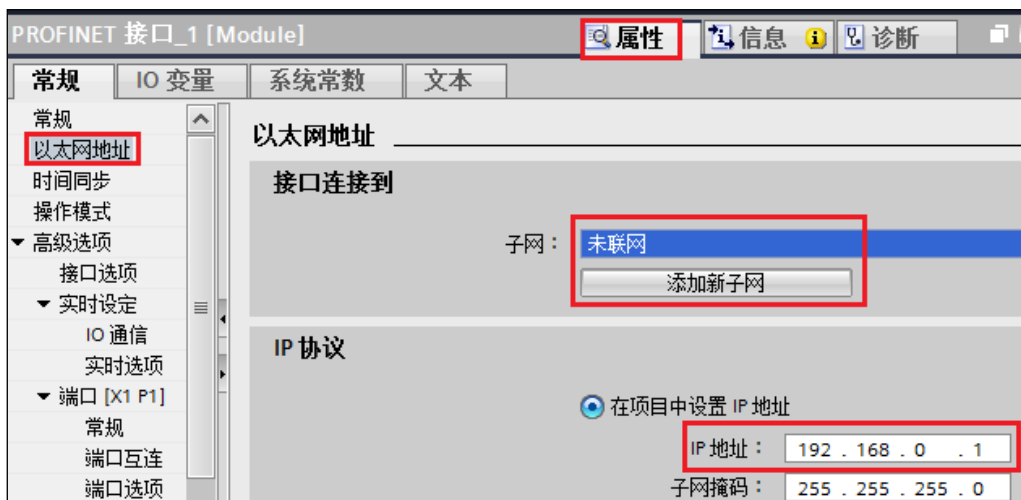 PROFINET 接口_1 [Module]
属性
信息
诊断
常规
IO 变量
系统常数
文本
常规
以太网地址
时间同步
操作模式
高级选项
接口选项
实时设定
IO 通信
实时选项
端口 [X1 P1]
常规
端口互连
端口选项
以太网地址
接口连接到
子网：
未联网
添加新子网
IP 协议
在项目中设置 IP 地址
IP 地址：
192 . 168 . 0 . 1
子网掩码：
255 . 255 . 255 . 0